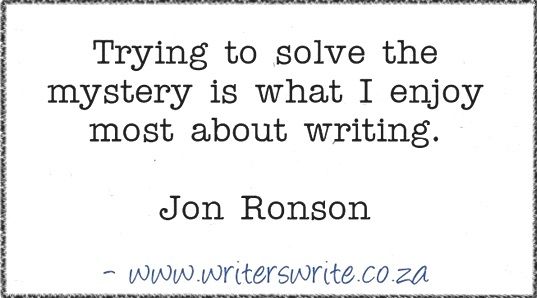 Trying to solve the
mystery is what I enjoy
most about writing.
Jon Ronson
- www.writerswrite.co.za